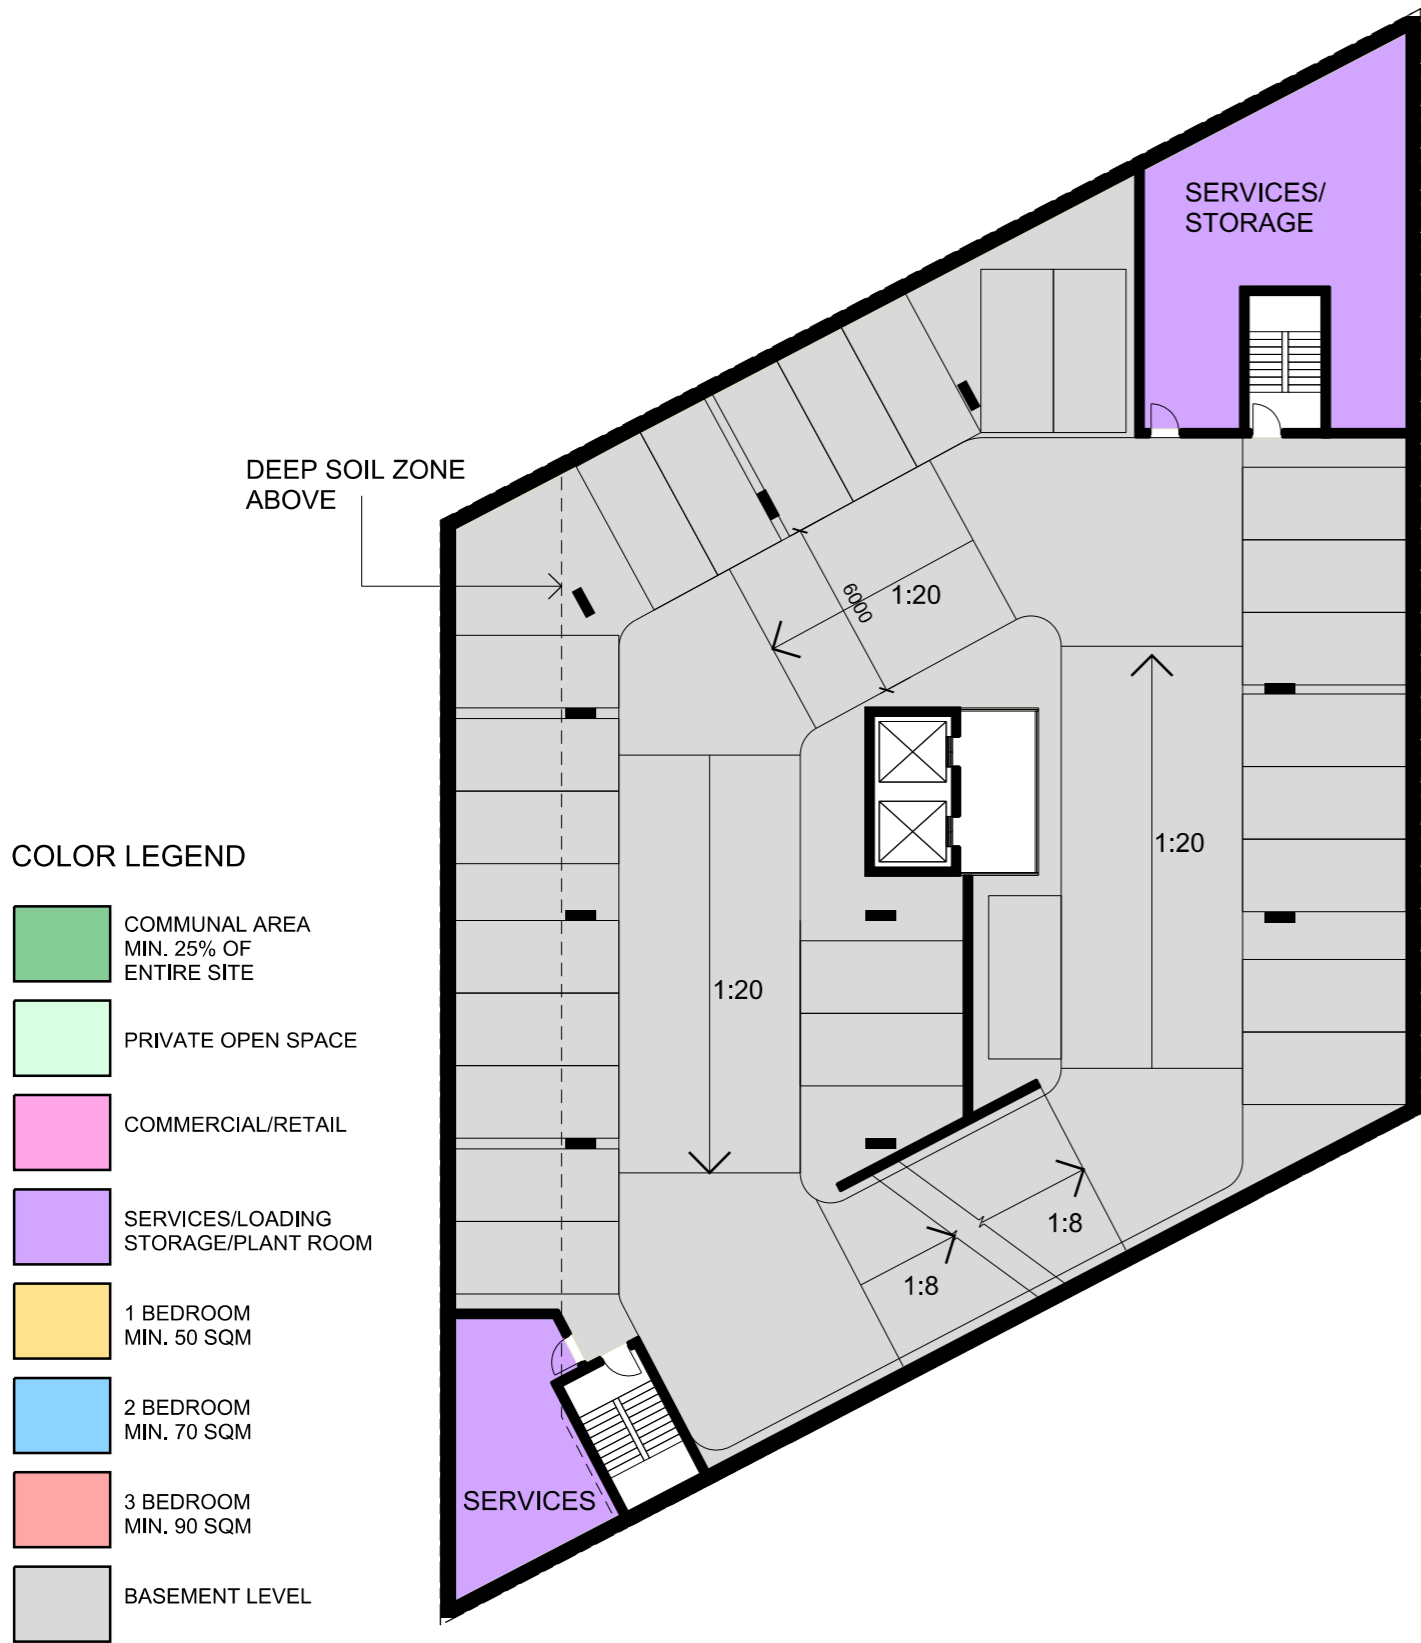 SERVICES/
STORAGE
DEEP SOIL ZONE
ABOVE
6000
1:20
1:20
1:20
1:8
1:8
SERVICES
COLOR LEGEND
COMMUNAL AREA
MIN. 25% OF
ENTIRE SITE
PRIVATE OPEN SPACE
COMMERCIAL/RETAIL
SERVICES/LOADING
STORAGE/PLANT ROOM
1 BEDROOM
MIN. 50 SQM
2 BEDROOM
MIN. 70 SQM
3 BEDROOM
MIN. 90 SQM
BASEMENT LEVEL